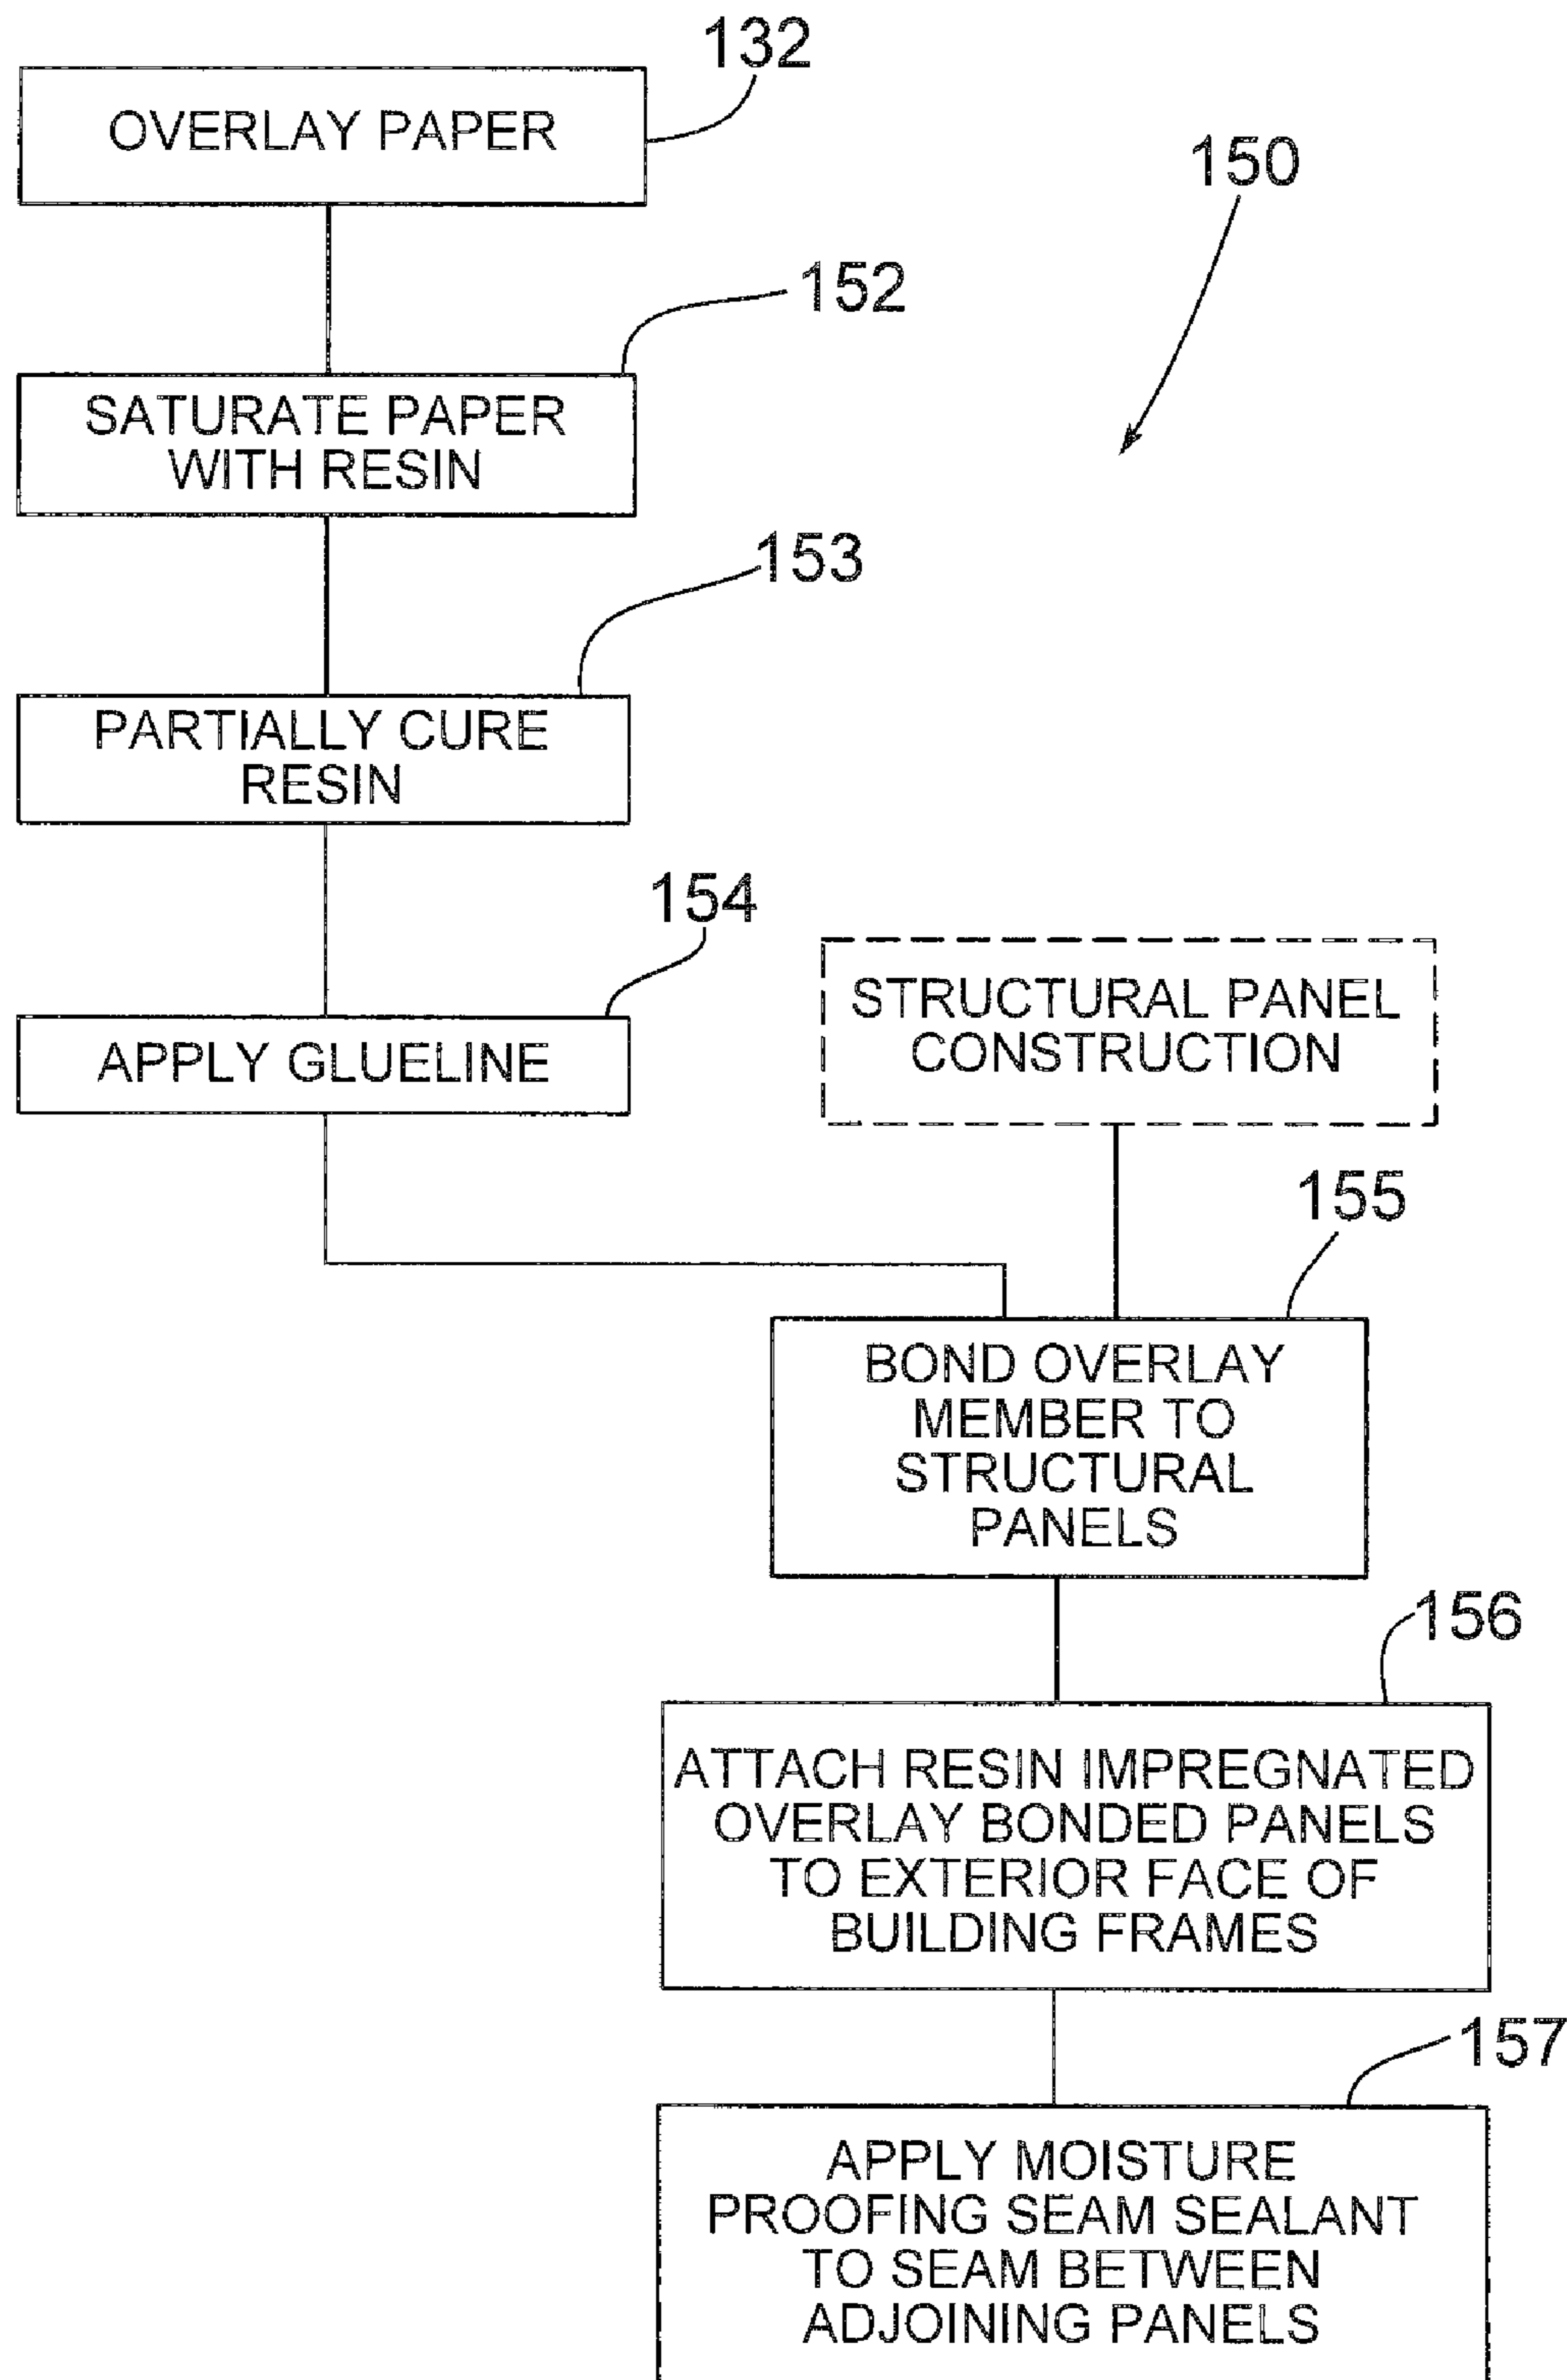 132
OVERLAY PAPER
150
152
SATURATE PAPER
WITH RESIN
153
PARTIALLY CURE
RESIN
154
APPLY GLUELINE
STRUCTURAL PANEL
CONSTRUCTION
155
BOND OVERLAY
MEMBER TO
STRUCTURAL
PANELS
156
ATTACH RESIN IMPREGNATED
OVERLAY BONDED PANELS
TO EXTERIOR FACE OF
BUILDING FRAMES
157
APPLY MOISTURE
PROOFING SEAM SEALANT
TO SEAM BETWEEN
ADJOINING PANELS